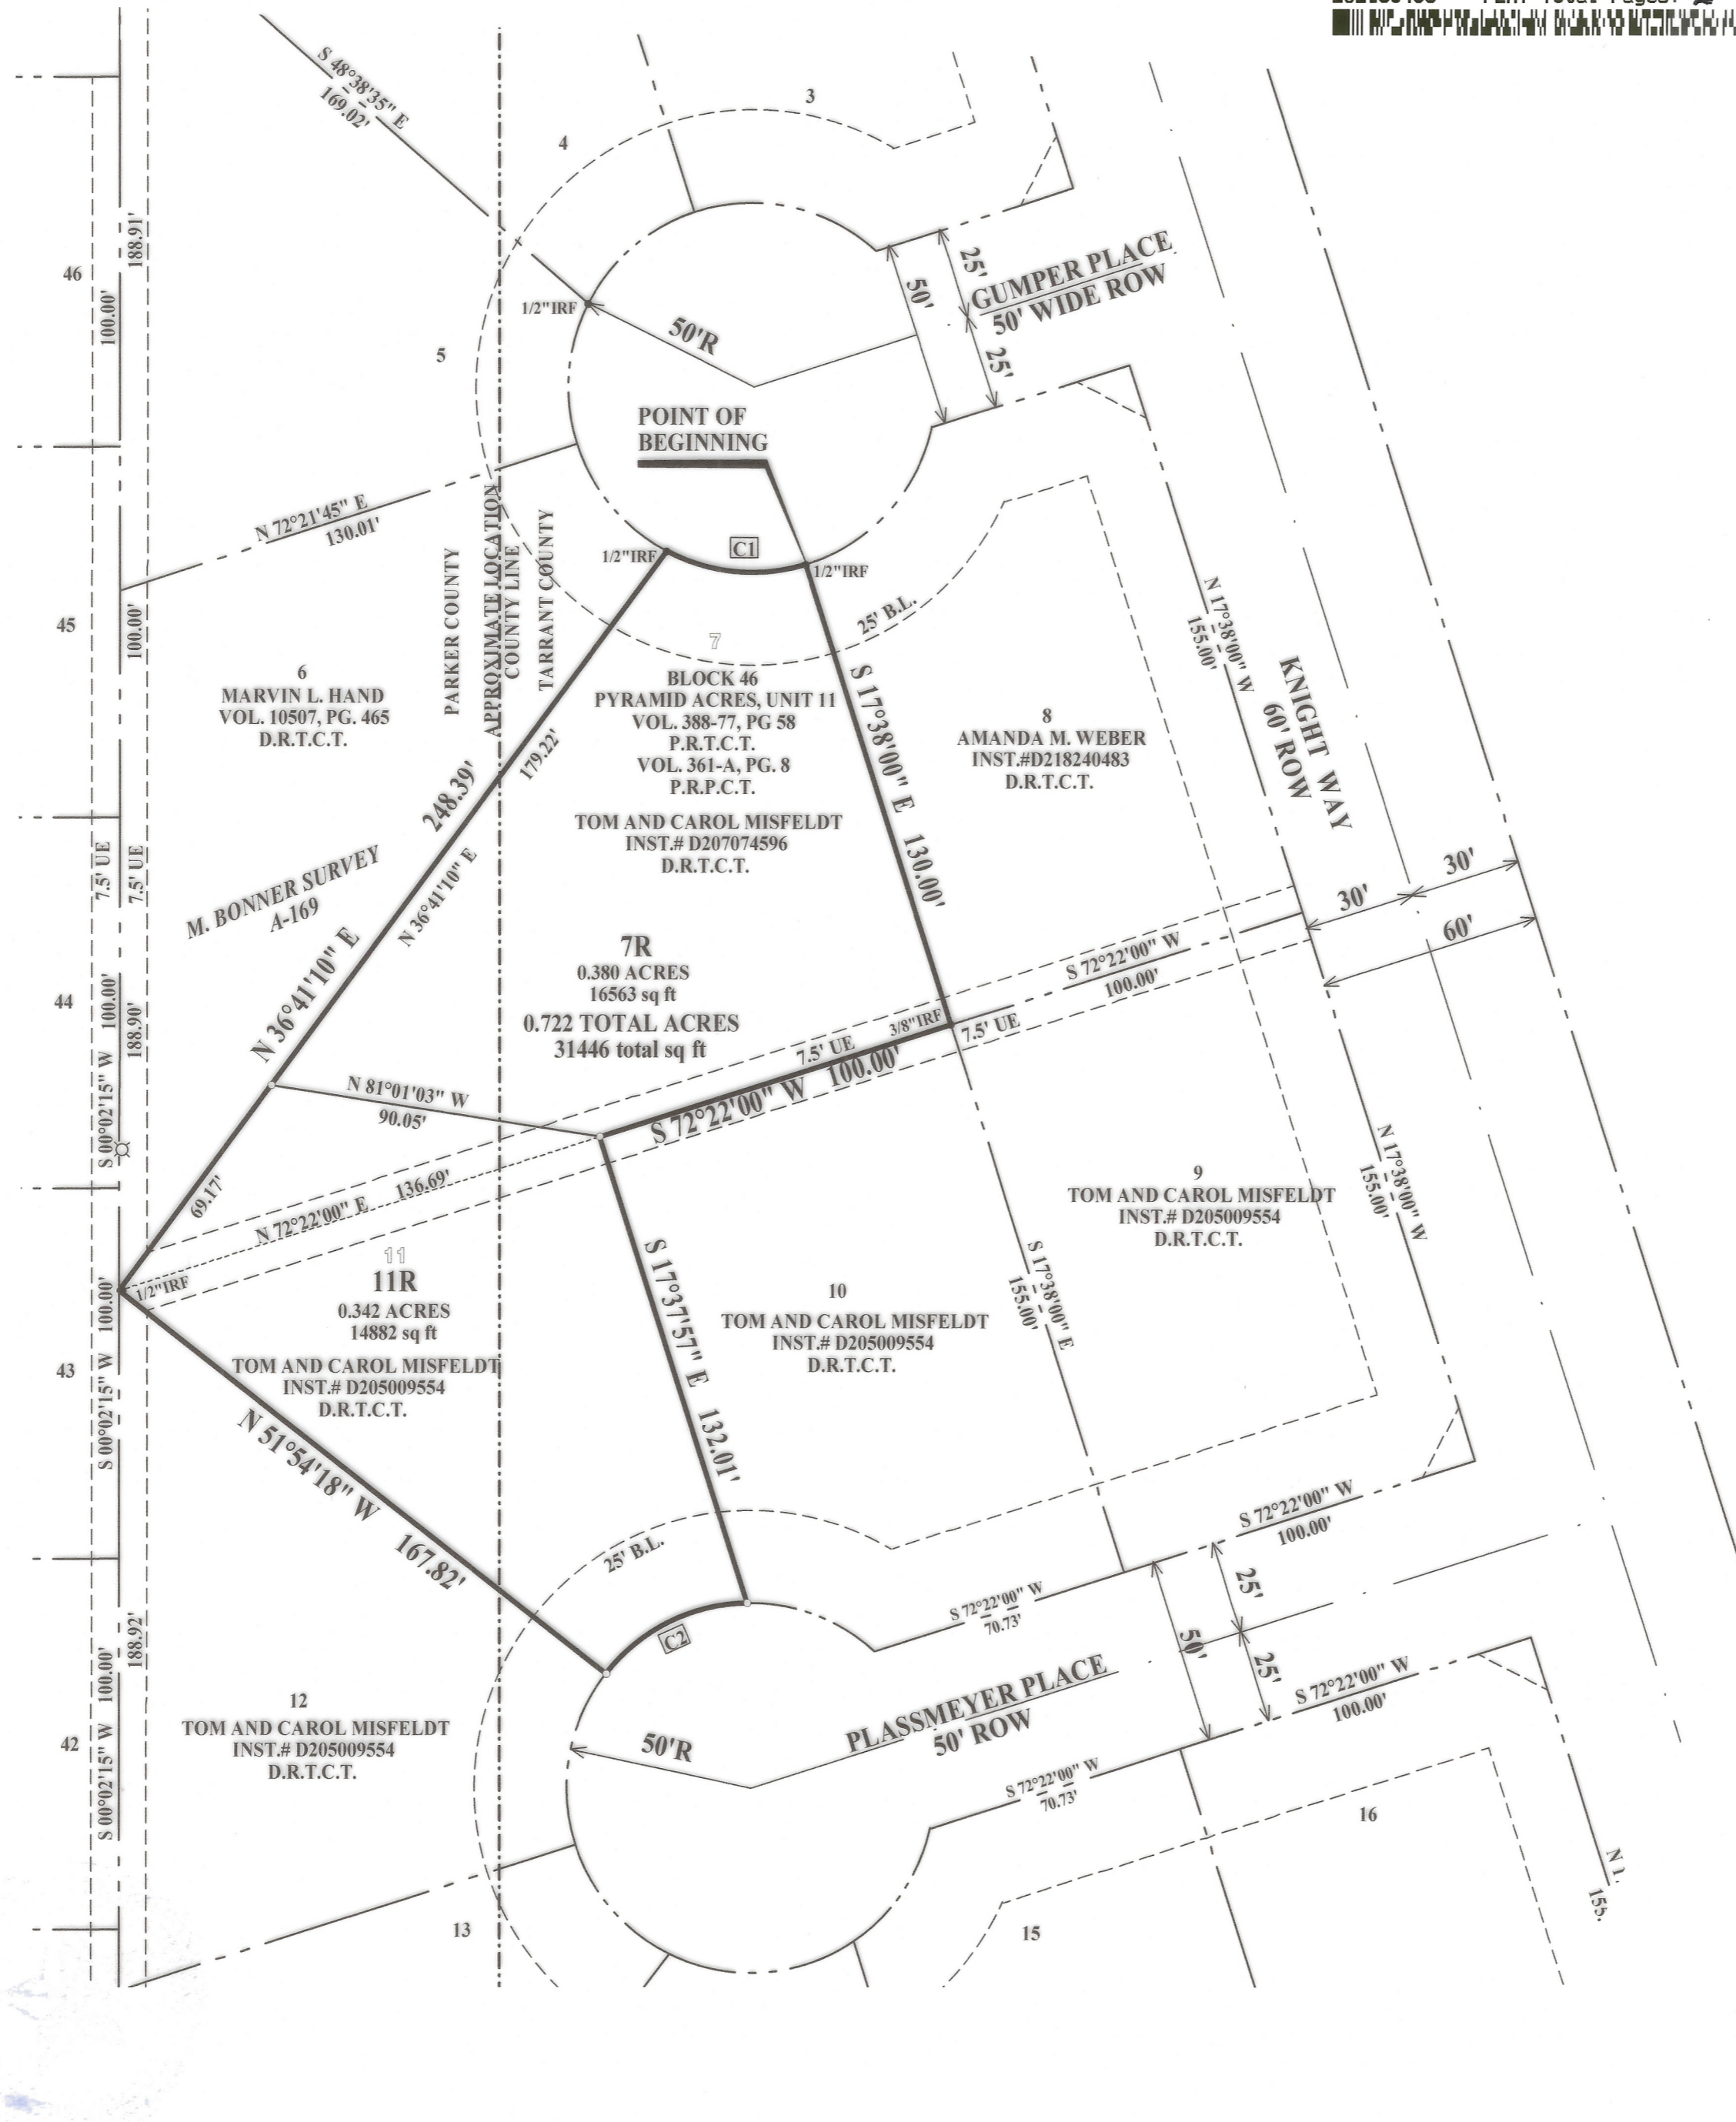 S 48°38'35" E
169.02'
3
4
46
188.91'
100.00'
GUMPER PLACE
50' WIDE ROW
25'
50'
25'
1/2"IRF
50'R
5
POINT OF
BEGINNING
N 72°21'45" E
130.01'
PARKER COUNTY
APPROXIMATE LOCATION
COUNTY LINE
TARRANT COUNTY
1/2"IRF
C1
1/2"IRF
25' B.L.
N 17°38'00" W
155.00'
45
100.00'
6
MARVIN L. HAND
VOL. 10507, PG. 465
D.R.T.C.T.
7
BLOCK 46
PYRAMID ACRES, UNIT 11
VOL. 388-77, PG 58
P.R.T.C.T.
VOL. 361-A, PG. 8
P.R.P.C.T.
TOM AND CAROL MISFELDT
INST.# D207074596
D.R.T.C.T.
S 17°38'00" E 130.00'
8
AMANDA M. WEBER
INST.#D218240483
D.R.T.C.T.
KNIGHT WAY
60' ROW
30'
30'
60'
248.39'
179.22'
7.5' UE
7.5' UE
M. BONNER SURVEY
A-169
N 36°41'10" E
N 36°41'10" E
7R
0.380 ACRES
16563 sq ft
0.722 TOTAL ACRES
31446 total sq ft
S 72°22'00" W
100.00'
3/8"IRF
7.5' UE
7.5' UE
S 72°22'00" W 100.00'
44
S 00°02'15" W 100.00'
188.90'
N 81°01'03" W
90.05'
69.17'
N 72°22'00" E 136.69'
1/2"IRF
11
11R
0.342 ACRES
14882 sq ft
TOM AND CAROL MISFELDT
INST.# D205009554
D.R.T.C.T.
S 17°37'57" E 132.01'
10
TOM AND CAROL MISFELDT
INST.# D205009554
D.R.T.C.T.
S 17°38'00" E
155.00'
9
TOM AND CAROL MISFELDT
INST.# D205009554
D.R.T.C.T.
N 17°38'00" W
155.00'
43
S 00°02'15" W 100.00'
N 51°54'18" W 167.82'
25' B.L.
C2
S 72°22'00" W
100.00'
S 72°22'00" W
70.73'
25'
50'
25'
PLASSMEYER PLACE
50' ROW
S 72°22'00" W
100.00'
S 72°22'00" W
70.73'
50'R
188.92'
42
S 00°02'15" W 100.00'
12
TOM AND CAROL MISFELDT
INST.# D205009554
D.R.T.C.T.
13
15
16
155.